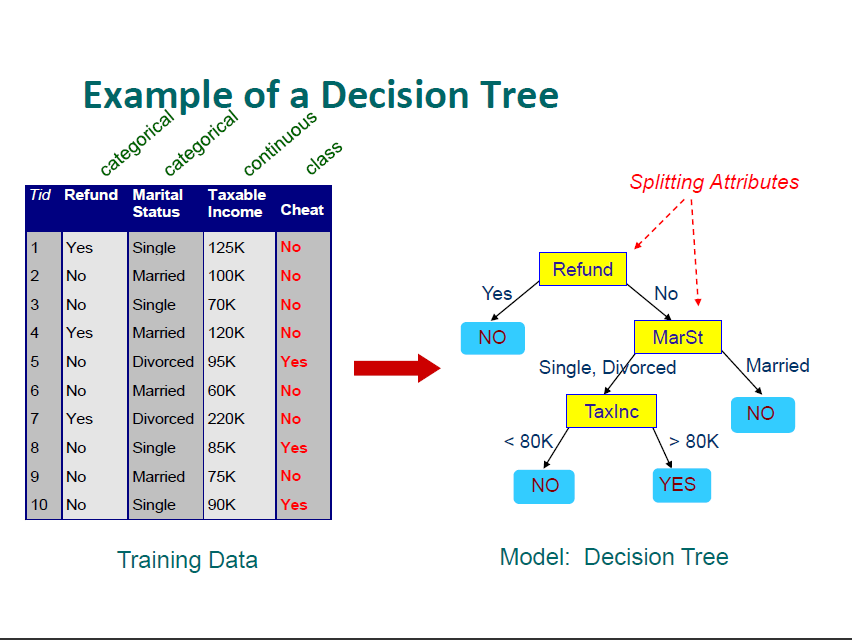 Example of a Decision Tree
categorical
categorical
continuous
class
Tid Refund Marital Status Taxable Income Cheat
1 Yes Single 125K No
2 No Married 100K No
3 No Single 70K No
4 Yes Married 120K No
5 No Divorced 95K Yes
6 No Married 60K No
7 Yes Divorced 220K No
8 No Single 85K Yes
9 No Married 75K No
10 No Single 90K Yes
Training Data
Splitting Attributes
Refund
Yes
No
NO
MarSt
Single, Divorced
Married
TaxInc
NO
< 80K
> 80K
NO
YES
Model: Decision Tree